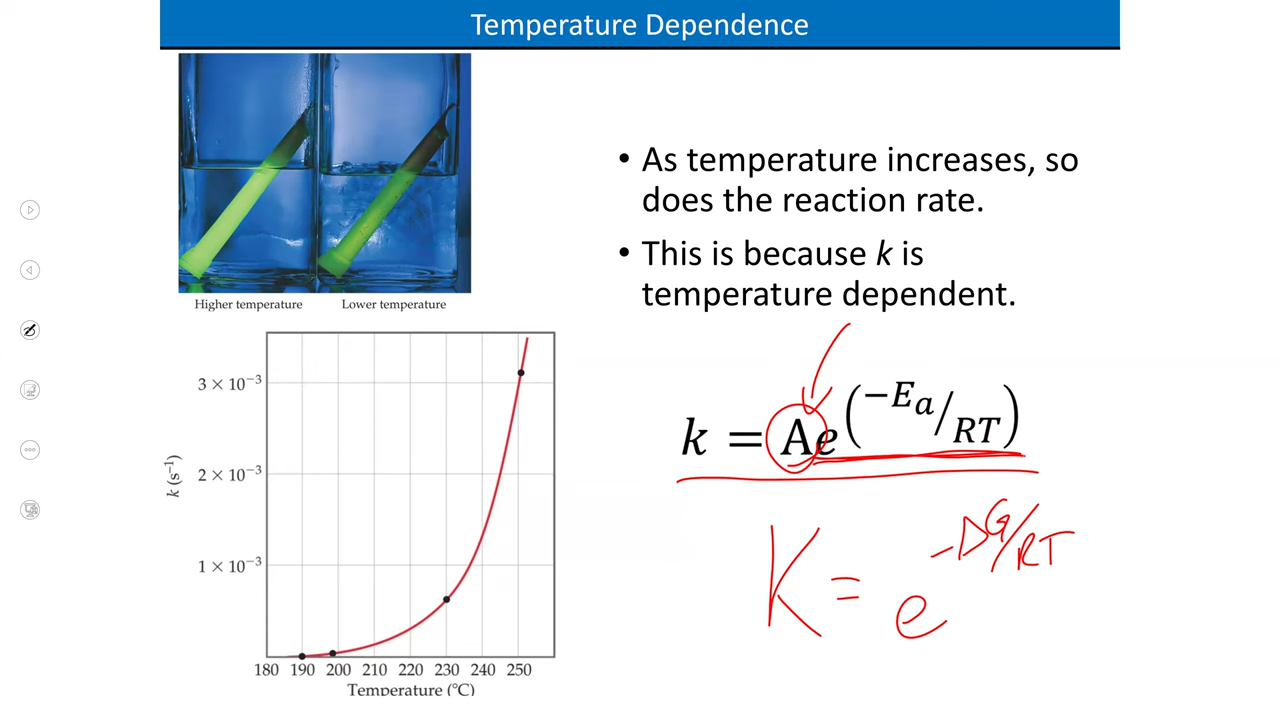 Temperature Dependence
Higher temperature
Lower temperature
• As temperature increases, so
does the reaction rate.
• This is because k is
temperature dependent.
k = Ae^(−Ea/RT)
K = e^-ΔG/RT
k (s⁻¹)
3 × 10⁻³
2 × 10⁻³
1 × 10⁻³
180 190 200 210 220 230 240 250
Temperature (°C)